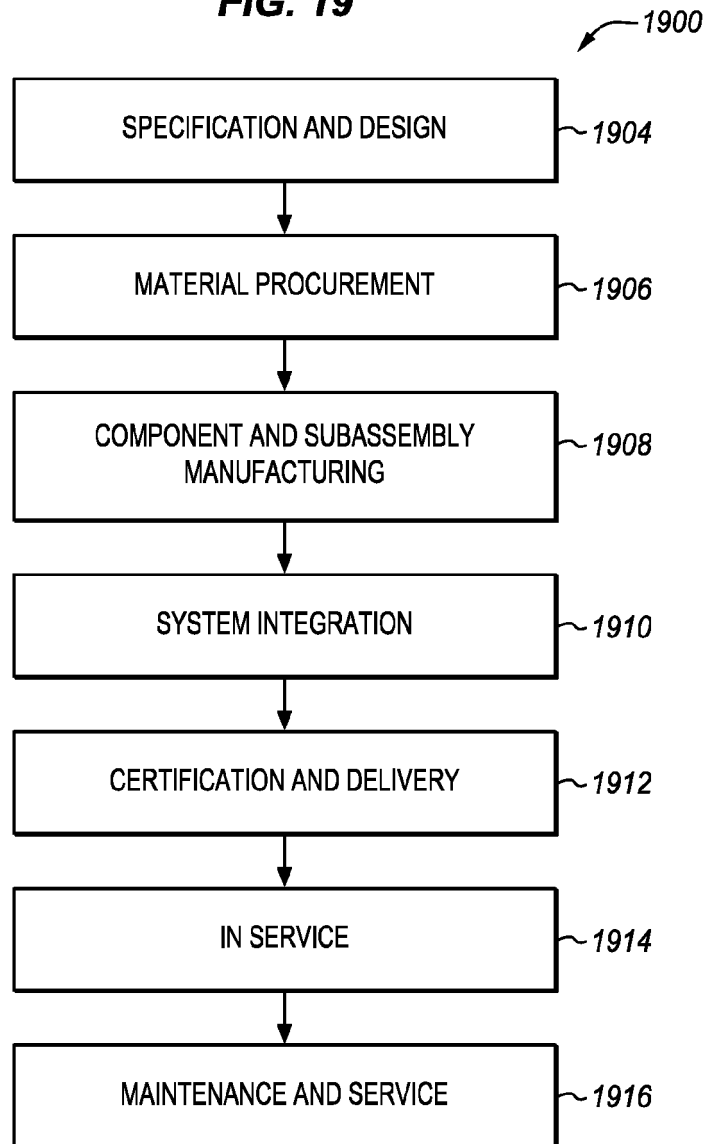 FIG. 19
1900
SPECIFICATION AND DESIGN
1904
MATERIAL PROCUREMENT
1906
COMPONENT AND SUBASSEMBLY
MANUFACTURING
1908
SYSTEM INTEGRATION
1910
CERTIFICATION AND DELIVERY
1912
IN SERVICE
1914
MAINTENANCE AND SERVICE
1916